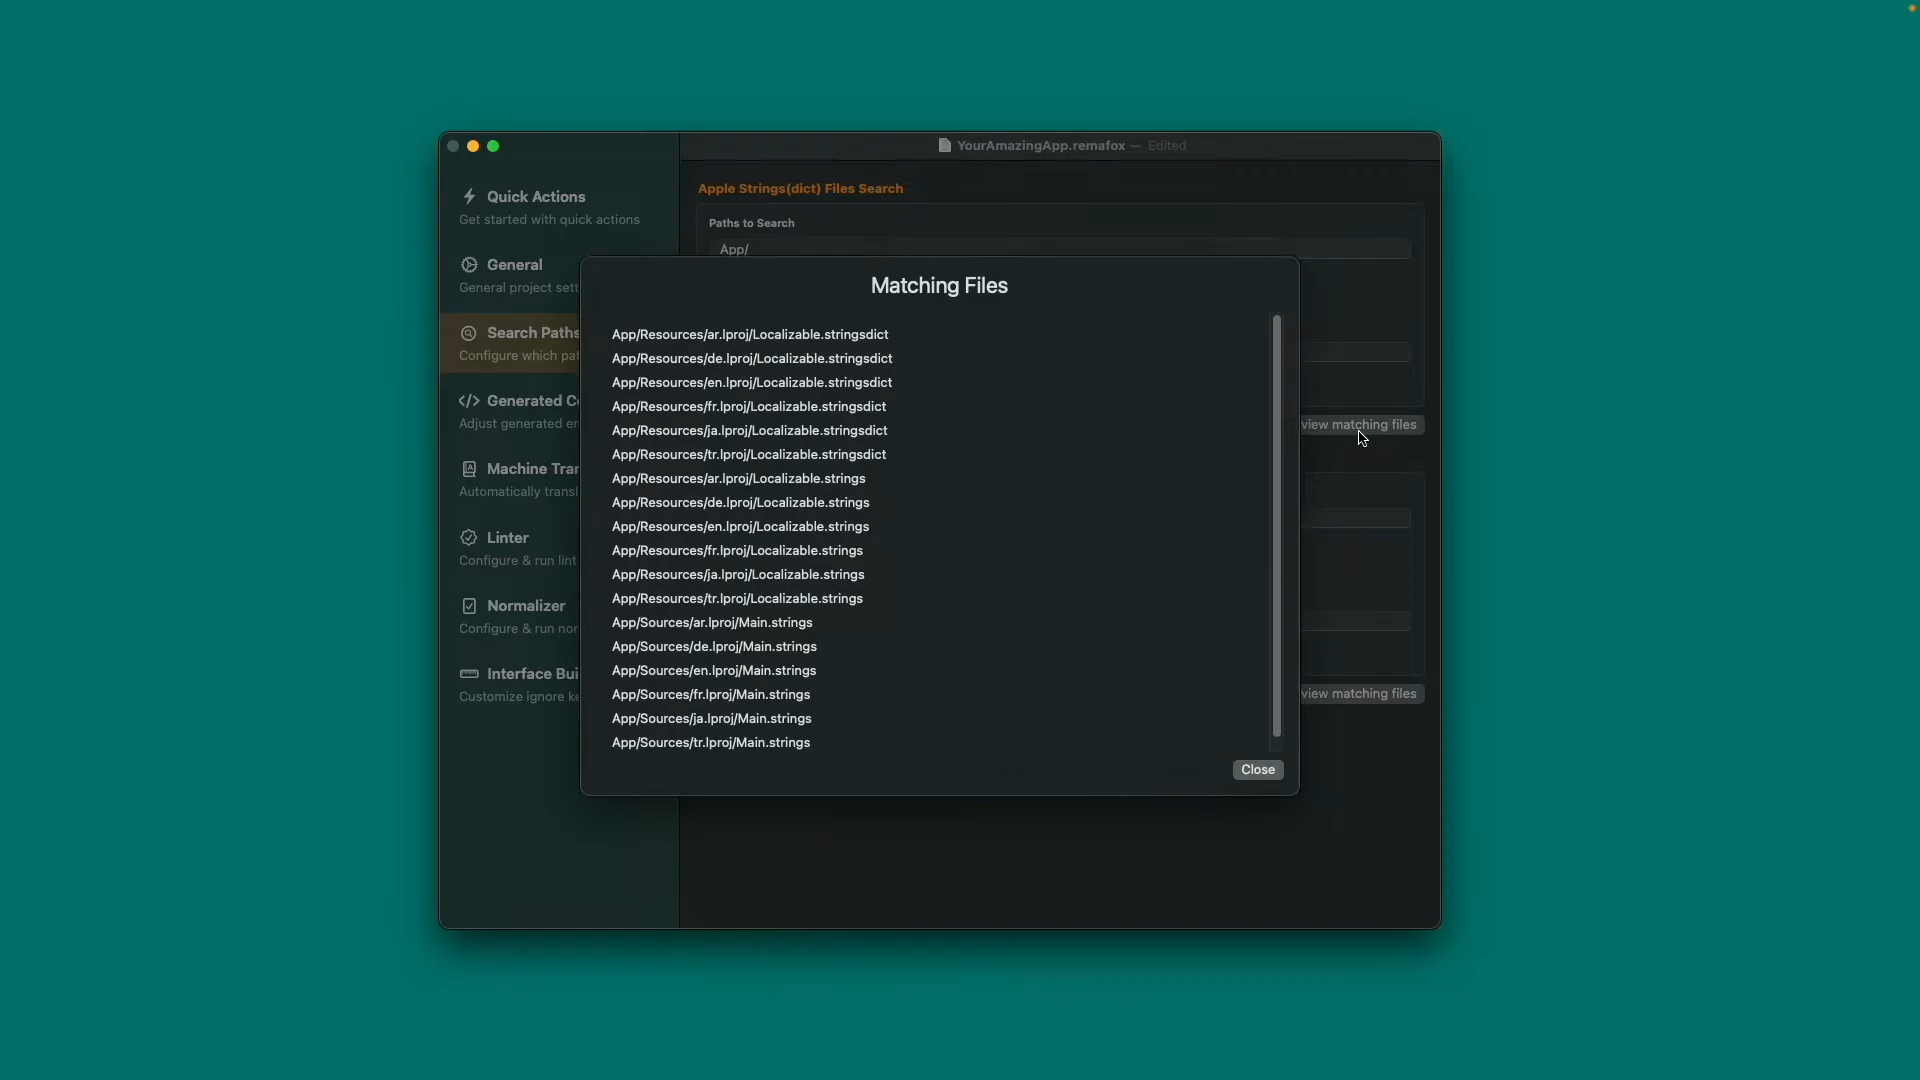 YourAmazingApp.remafox — Edited
Quick Actions
Get started with quick actions
General
General project sett
Search Paths
Configure which pat
</> Generated Co
Adjust generated en
Machine Tran
Automatically transl
Linter
Configure & run lint
Normalizer
Configure & run nor
Interface Bui
Customize ignore ke
Apple Strings(dict) Files Search
Paths to Search
App/
Matching Files
App/Resources/ar.lproj/Localizable.stringsdict
App/Resources/de.lproj/Localizable.stringsdict
App/Resources/en.lproj/Localizable.stringsdict
App/Resources/fr.lproj/Localizable.stringsdict
App/Resources/ja.lproj/Localizable.stringsdict
App/Resources/tr.lproj/Localizable.stringsdict
App/Resources/ar.lproj/Localizable.strings
App/Resources/de.lproj/Localizable.strings
App/Resources/en.lproj/Localizable.strings
App/Resources/fr.lproj/Localizable.strings
App/Resources/ja.lproj/Localizable.strings
App/Resources/tr.lproj/Localizable.strings
App/Sources/ar.lproj/Main.strings
App/Sources/de.lproj/Main.strings
App/Sources/en.lproj/Main.strings
App/Sources/fr.lproj/Main.strings
App/Sources/ja.lproj/Main.strings
App/Sources/tr.lproj/Main.strings
Close
view matching files
view matching files